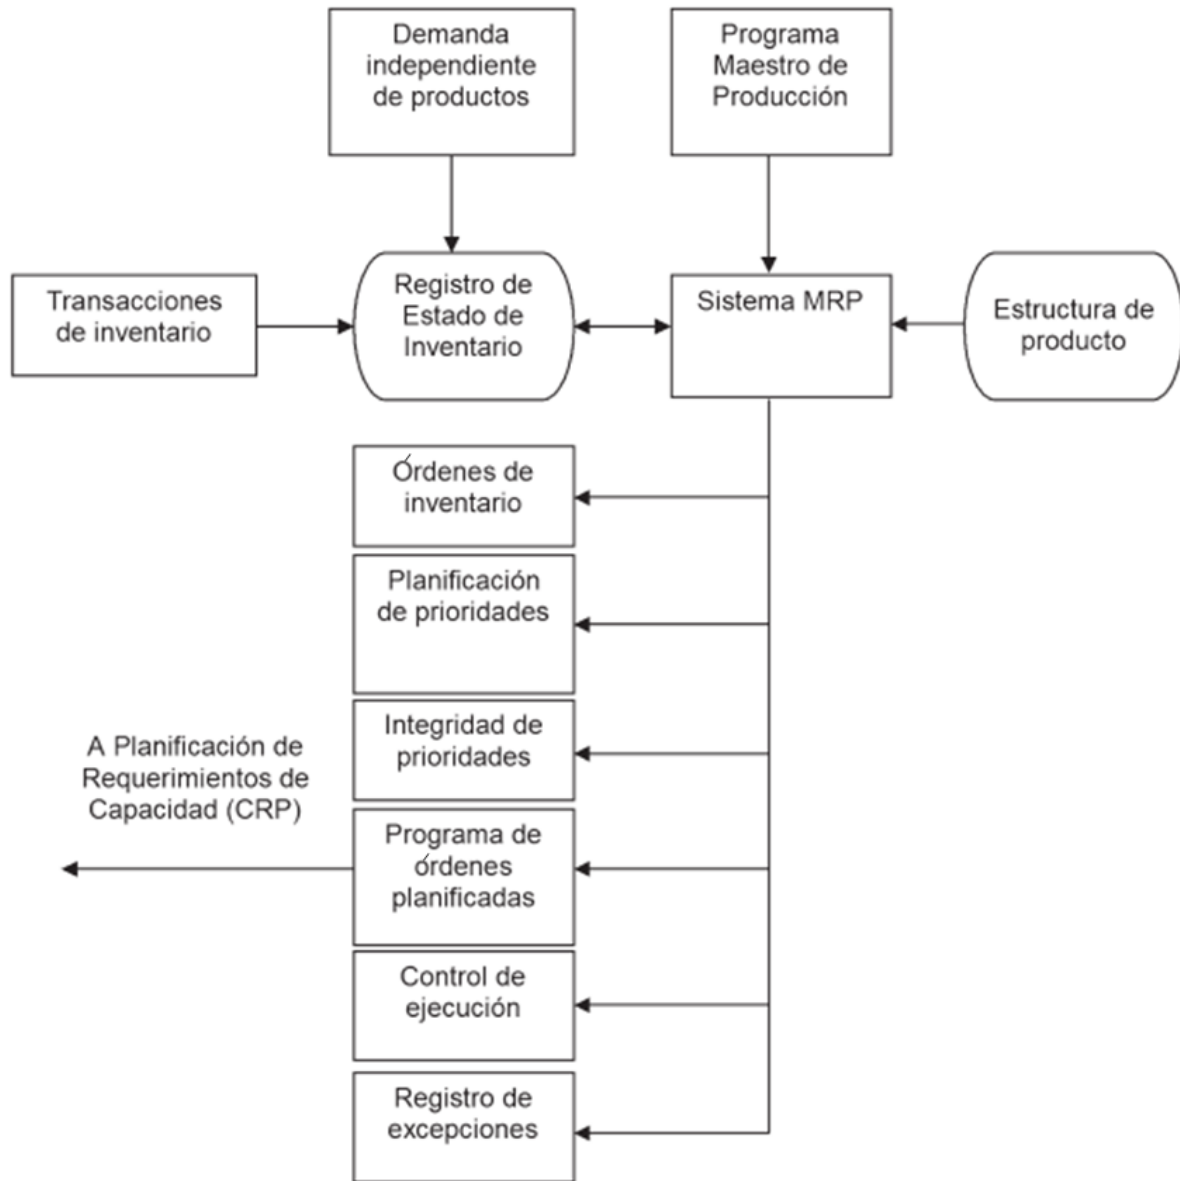 Demanda
independiente
de productos
Programa
Maestro de
Producción
Transacciones
de inventario
Registro de
Estado de
Inventario
Sistema MRP
Estructura de
producto
Órdenes de
inventario
Planificación
de prioridades
Integridad de
prioridades
A Planificación de
Requerimientos de
Capacidad (CRP)
Programa de
órdenes
planificadas
Control de
ejecución
Registro de
excepciones